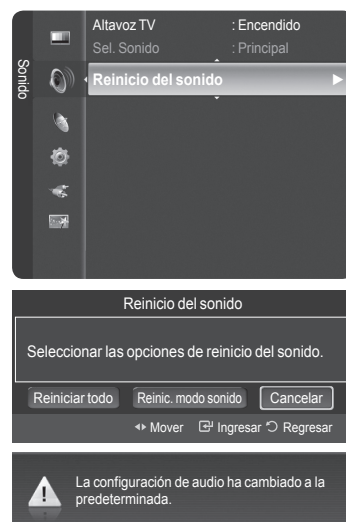 Sonido
Altavoz TV : Encendido
Sel. Sonido : Principal
Reinicio del sonido
Reinicio del sonido
Seleccionar las opciones de reinicio del sonido.
Reiniciar todo Reinic. modo sonido Cancelar
Mover Ingresar Regresar
La configuración de audio ha cambiado a la
predeterminada.